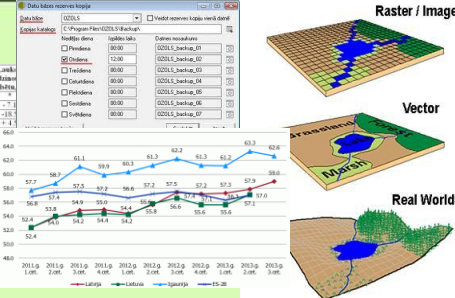 Datu bāzes rezerves kopija
Datu bāze
OZOLS
Veidot rezerves kopiju vienā datnē
Kopijas katalogs
C:\Program Files\OZOLS\Backup\
Nedēļas diena
Izpildes laiks
Datnes nosaukums
Pirmdiena
00:00
OZOLS_backup_01
Otrdiena
12:00
OZOLS_backup_02
Trešdiena
00:00
OZOLS_backup_03
Ceturtdiena
00:00
OZOLS_backup_04
Piektdiena
00:00
OZOLS_backup_05
Sestdiena
00:00
OZOLS_backup_06
Svētdiena
00:00
OZOLS_backup_07
Raster / Image
Vector
Grassland
Forest
Marsh
Real World
66.0
64.0
62.0
60.0
58.0
56.0
54.0
52.0
50.0
48.0
57.7
58.7
61.1
59.9
60.3
61.3
62.2
61.3
61.2
63.3
62.6
56.8
57.4
57.5
57.2
56.6
57.2
57.5
57.2
57.3
57.9
59.0
52.4
53.8
54.9
55.0
54.4
55.8
56.6
57.1
55.6
55.6
57.1
57.0
52.4
54.0
54.2
54.4
54.2
2011.g. 2011.g. 2011.g. 2011.g. 2012.g. 2012.g. 2012.g. 2012.g. 2013.g. 2013.g. 2013.g.
1.cet. 2.cet. 3.cet. 4.cet. 1.cet. 2.cet. 3.cet. 4.cet. 1.cet. 2.cet. 3.cet.
Latvija
Lietuva
Igaunija
ES-28